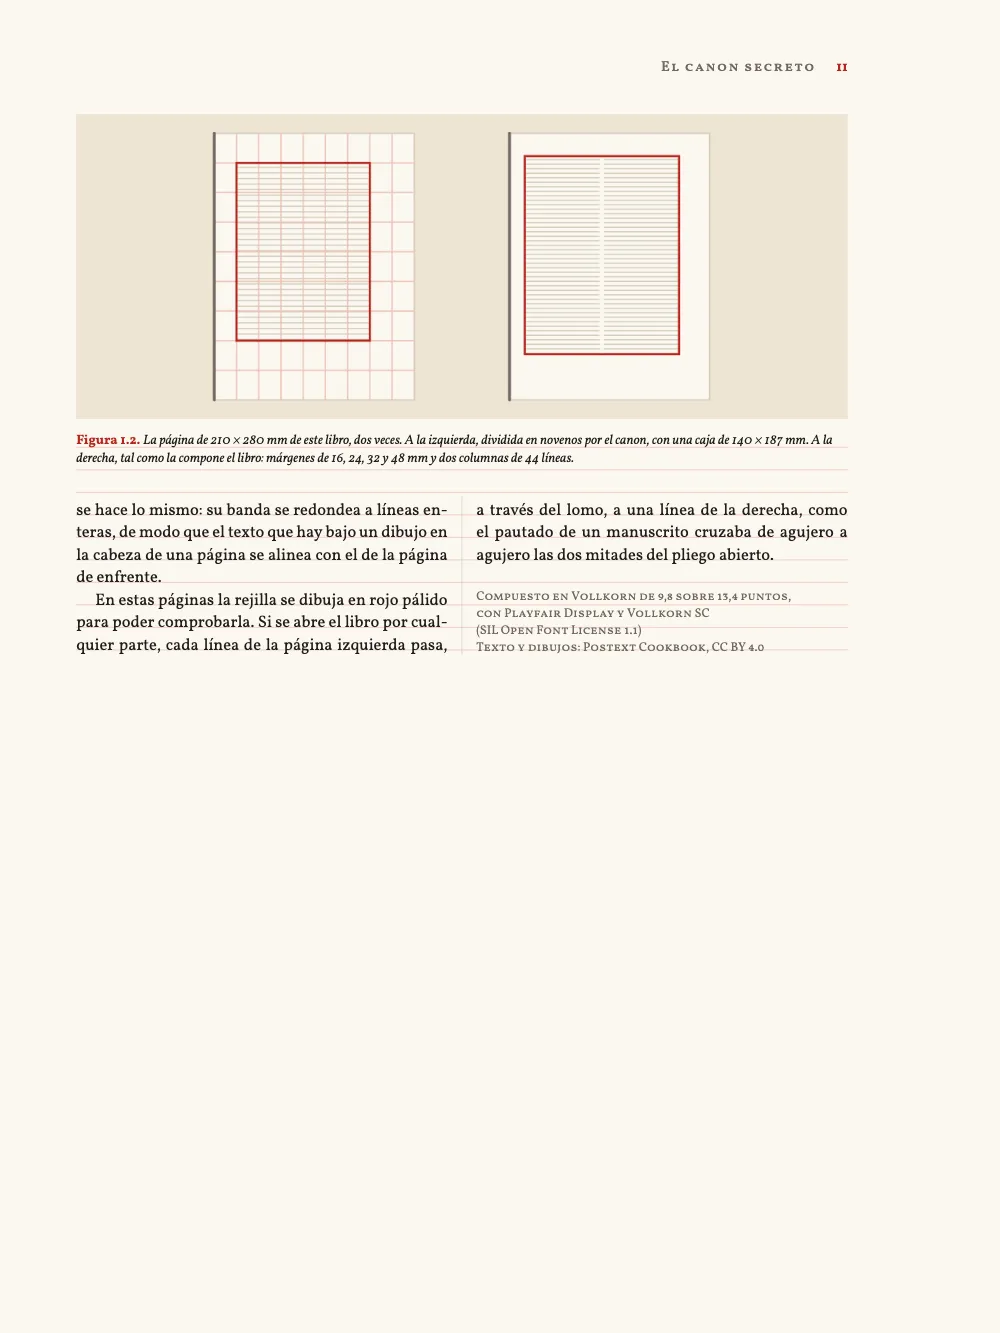 El canon secreto 11
Figura 1.2. La página de 210 × 280 mm de este libro, dos veces. A la izquierda, dividida en novenos por el canon, con una caja de 140 × 187 mm. A la
derecha, tal como la compone el libro: márgenes de 16, 24, 32 y 48 mm y dos columnas de 44 líneas.
se hace lo mismo: su banda se redondea a líneas en-
teras, de modo que el texto que hay bajo un dibujo en
la cabeza de una página se alinea con el de la página
de enfrente.
En estas páginas la rejilla se dibuja en rojo pálido
para poder comprobarla. Si se abre el libro por cual-
quier parte, cada línea de la página izquierda pasa,
a través del lomo, a una línea de la derecha, como
el pautado de un manuscrito cruzaba de agujero a
agujero las dos mitades del pliego abierto.
Compuesto en Vollkorn de 9,8 sobre 13,4 puntos,
con Playfair Display y Vollkorn SC
(SIL Open Font License 1.1)
Texto y dibujos: Postext Cookbook, CC BY 4.0